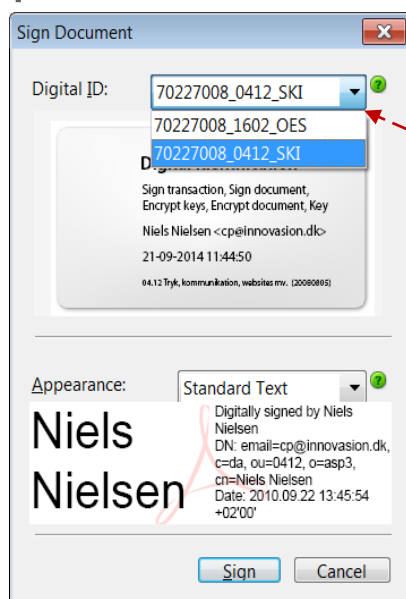 Sign Document
Digital ID:
70227008_0412_SKI
70227008_1602_OES
70227008_0412_SKI
Sign transaction, Sign document,
Encrypt keys, Encrypt document, Key
Niels Nielsen <cp@innovasion.dk>
21-09-2014 11:44:50
04.12 Tryk, kommunikation, websites mv. (20080805)
Appearance:
Standard Text
Niels
Nielsen
Digitally signed by Niels
Nielsen
DN: email=cp@innovasion.dk,
c=da, ou=0412, o=asp3,
cn=Niels Nielsen
Date: 2010.09.22 13:45:54
+02'00'
Sign
Cancel